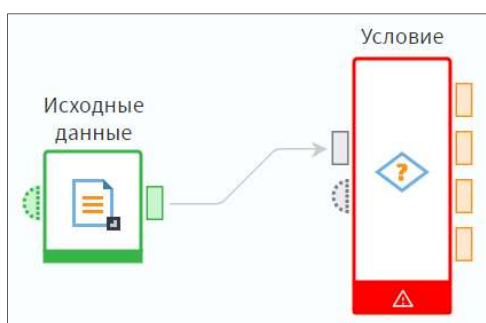 Условие
Исходные
данные
?